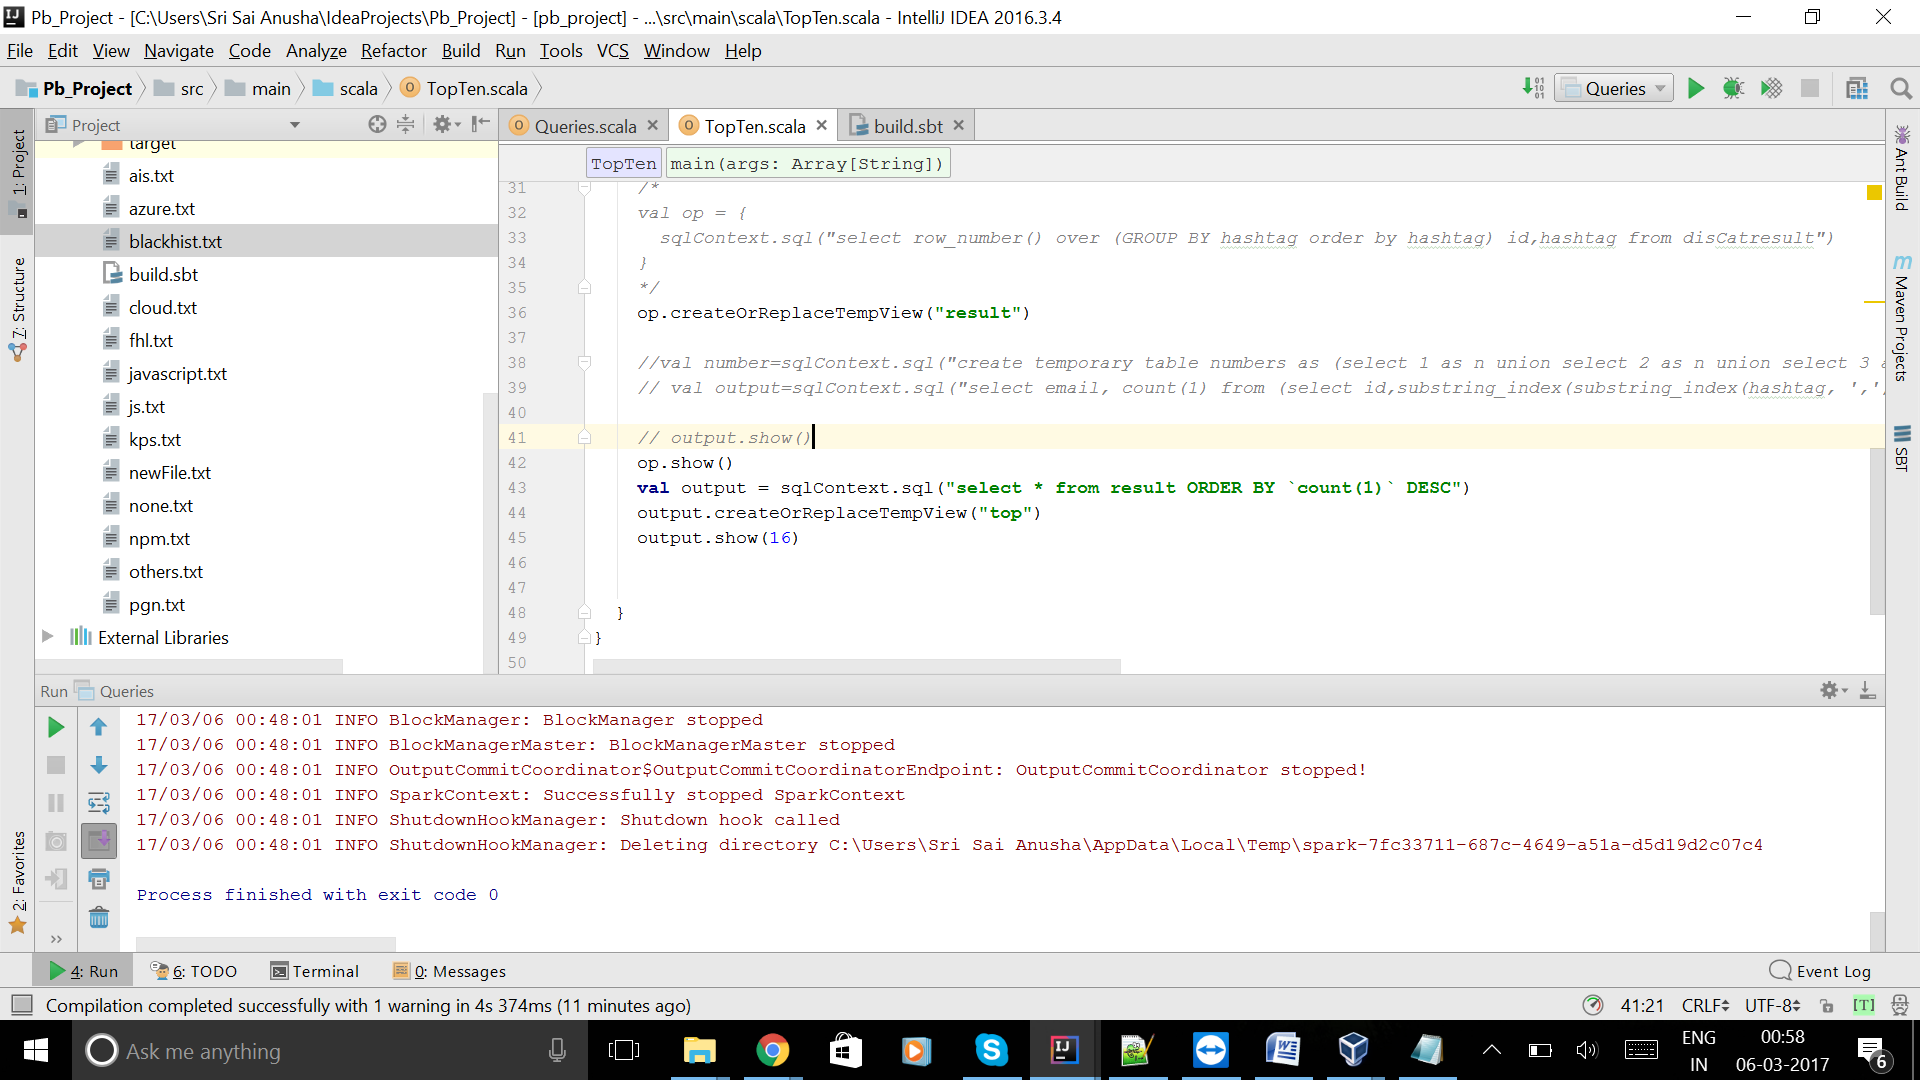 Pb_Project - [C:\Users\Sri Sai Anusha\IdeaProjects\Pb_Project] - [pb_project] - ...\src\main\scala\TopTen.scala - IntelliJ IDEA 2016.3.4
File Edit View Navigate Code Analyze Refactor Build Run Tools VCS Window Help
Pb_Project src main scala TopTen.scala Queries
1: Project
7: Structure
2: Favorites
Project
target
ais.txt
azure.txt
blackhist.txt
build.sbt
cloud.txt
fhl.txt
javascript.txt
js.txt
kps.txt
newFile.txt
none.txt
npm.txt
others.txt
pgn.txt
External Libraries
Queries.scala TopTen.scala build.sbt
TopTen main(args: Array[String])
31 /*
32 val op = {
33 sqlContext.sql("select row_number() over (GROUP BY hashtag order by hashtag) id,hashtag from disCatresult")
34 }
35 */
36 op.createOrReplaceTempView("result")
37
38 //val number=sqlContext.sql("create temporary table numbers as (select 1 as n union select 2 as n union select 3
39 // val output=sqlContext.sql("select email, count(1) from (select id,substring_index(substring_index(hashtag, ','
40
41 // output.show()
42 op.show()
43 val output = sqlContext.sql("select * from result ORDER BY `count(1)` DESC")
44 output.createOrReplaceTempView("top")
45 output.show(16)
46
47
48 }
49 }
50
Ant Build
m
Maven Projects
SBT
Run Queries
17/03/06 00:48:01 INFO BlockManager: BlockManager stopped
17/03/06 00:48:01 INFO BlockManagerMaster: BlockManagerMaster stopped
17/03/06 00:48:01 INFO OutputCommitCoordinator$OutputCommitCoordinatorEndpoint: OutputCommitCoordinator stopped!
17/03/06 00:48:01 INFO SparkContext: Successfully stopped SparkContext
17/03/06 00:48:01 INFO ShutdownHookManager: Shutdown hook called
17/03/06 00:48:01 INFO ShutdownHookManager: Deleting directory C:\Users\Sri Sai Anusha\AppData\Local\Temp\spark-7fc33711-687c-4649-a51a-d5d19d2c07c4
Process finished with exit code 0
4: Run 6: TODO Terminal 0: Messages Event Log
Compilation completed successfully with 1 warning in 4s 374ms (11 minutes ago) 41:21 CRLF UTF-8 [T]
Ask me anything
ENG
IN
00:58
06-03-2017
6